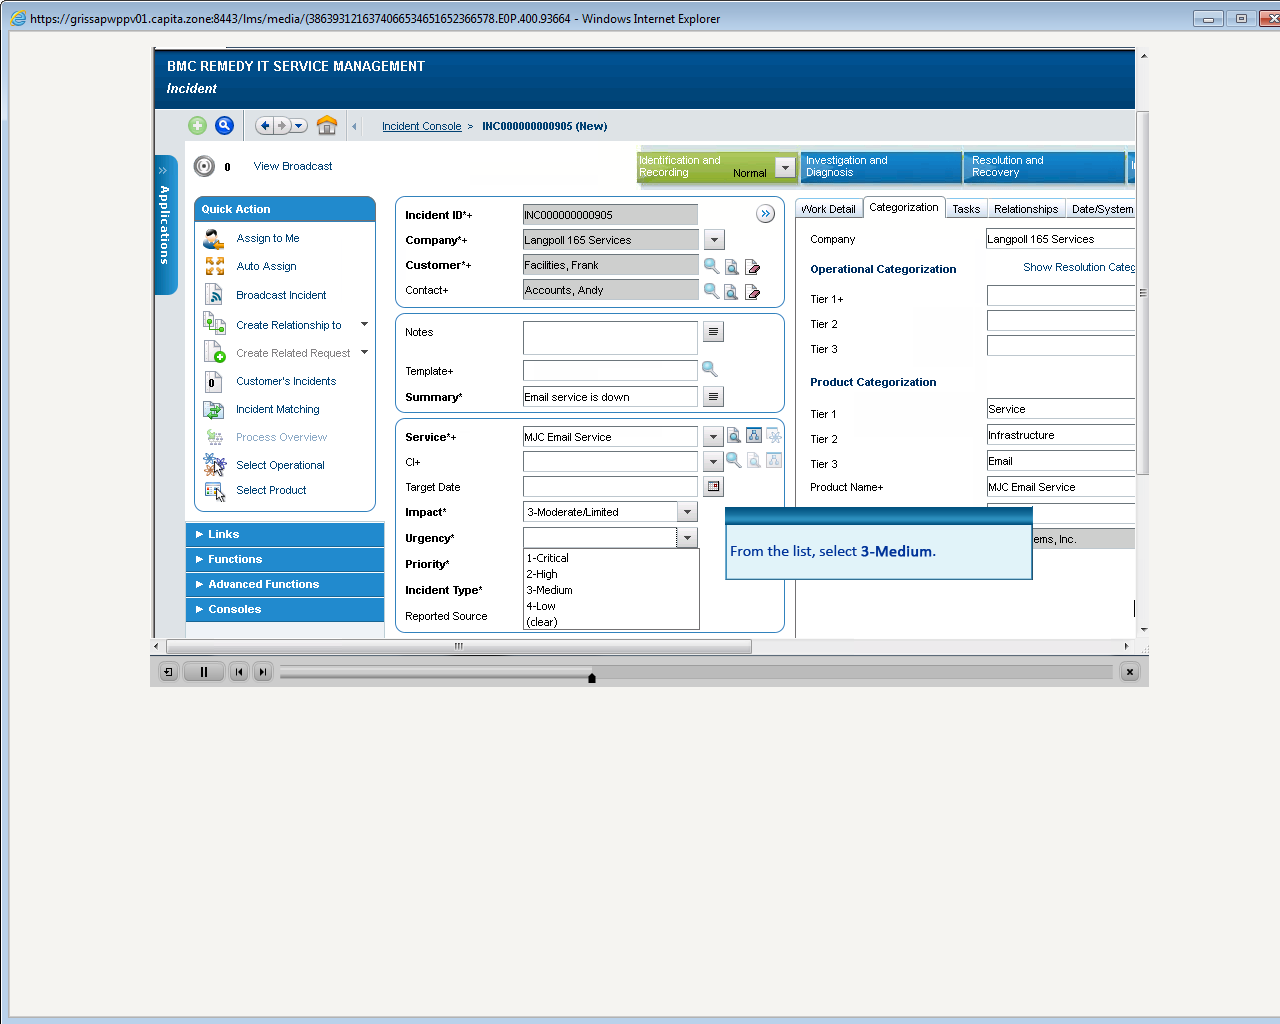 https://grissapwppv01.capita.zone:8443/lms/media/(3863931216374066534651652366578.E0P.400.93664 - Windows Internet Explorer
BMC REMEDY IT SERVICE MANAGEMENT
Incident
Incident Console > INC000000000905 (New)
0 View Broadcast
Identification and Recording Normal
Investigation and Diagnosis
Resolution and Recovery
Applications
Quick Action
Assign to Me
Auto Assign
Broadcast Incident
Create Relationship to
Create Related Request
0 Customer's Incidents
Incident Matching
Process Overview
Select Operational
Select Product
Links
Functions
Advanced Functions
Consoles
Incident ID*+ INC000000000905
Company*+ Langpoll 165 Services
Customer*+ Facilities, Frank
Contact+ Accounts, Andy
Notes
Template+
Summary* Email service is down
Service*+ MJC Email Service
CI+
Target Date
Impact* 3-Moderate/Limited
Urgency*
Priority*
Incident Type*
Reported Source
1-Critical
2-High
3-Medium
4-Low
(clear)
Work Detail Categorization Tasks Relationships Date/System
Company Langpoll 165 Services
Operational Categorization Show Resolution Categ
Tier 1+
Tier 2
Tier 3
Product Categorization
Tier 1 Service
Tier 2 Infrastructure
Tier 3 Email
Product Name+ MJC Email Service
ems, Inc.
From the list, select 3-Medium.